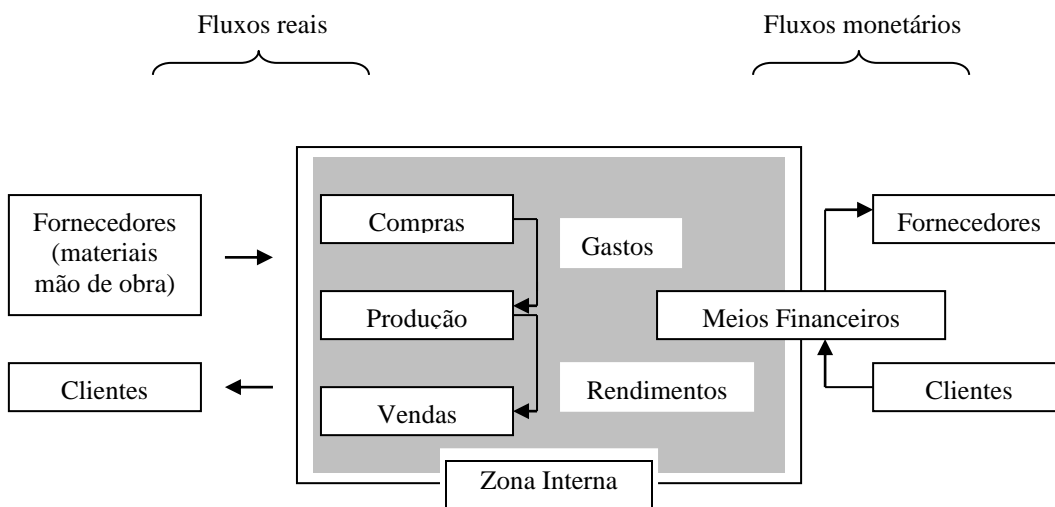 Fluxos reais
Fluxos monetários
Fornecedores
(materiais
mão de obra)
Clientes
Compras
Produção
Vendas
Gastos
Rendimentos
Zona Interna
Meios Financeiros
Fornecedores
Clientes